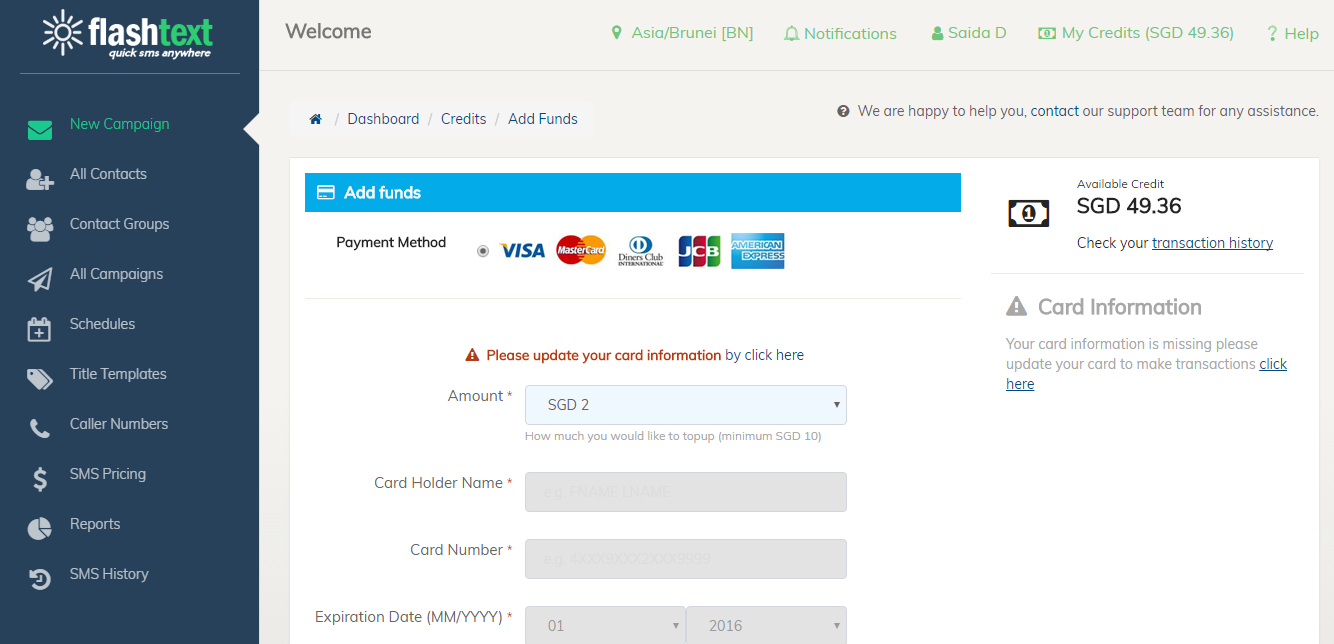 flashtext
quick sms anywhere
Welcome
Asia/Brunei [BN]
Notifications
Saida D
My Credits (SGD 49.36)
? Help
New Campaign
All Contacts
Contact Groups
All Campaigns
Schedules
Title Templates
Caller Numbers
SMS Pricing
Reports
SMS History
/ Dashboard / Credits / Add Funds
We are happy to help you, contact our support team for any assistance.
Add funds
Payment Method
VISA
MasterCard
Diners Club
INTERNATIONAL
JCB
AMERICAN
EXPRESS
Please update your card information by click here
Amount *
SGD 2
How much you would like to topup (minimum SGD 10)
Card Holder Name *
e.g. FNAME LNAME
Card Number *
e.g. 4XXX9XXX2XXX9999
Expiration Date (MM/YYYY) *
01
2016
Available Credit
SGD 49.36
Check your transaction history
Card Information
Your card information is missing please
update your card to make transactions click
here